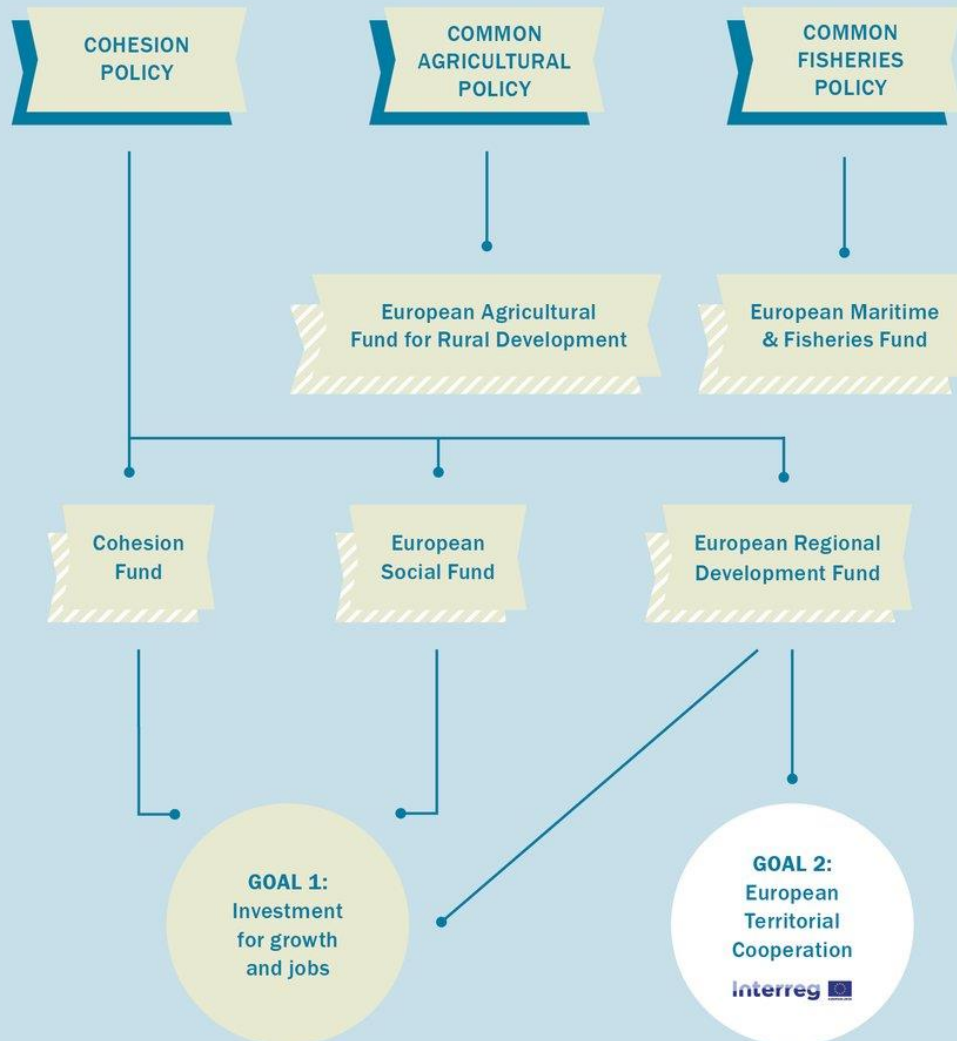 COHESION
POLICY
COMMON
AGRICULTURAL
POLICY
COMMON
FISHERIES
POLICY
European Agricultural
Fund for Rural Development
European Maritime
& Fisheries Fund
Cohesion
Fund
European
Social Fund
European Regional
Development Fund
GOAL 1:
Investment
for growth
and jobs
GOAL 2:
European
Territorial
Cooperation
Interreg